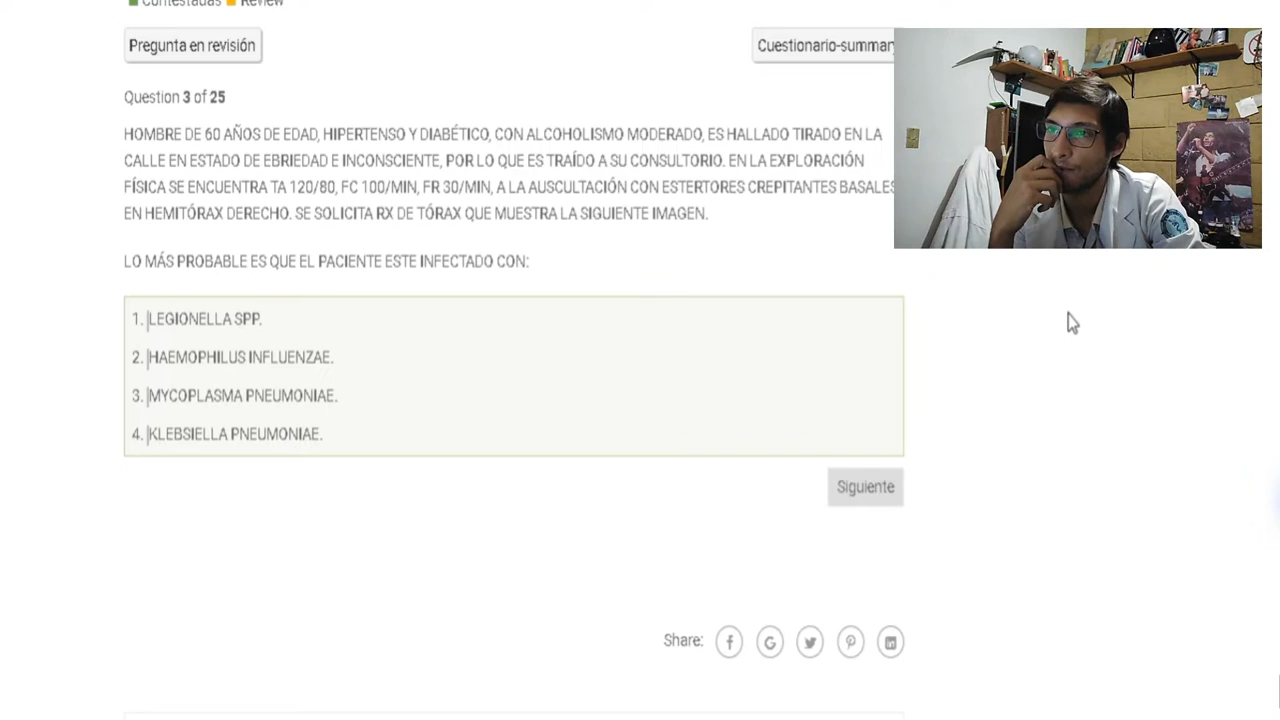 Contestadas Review
Pregunta en revisión
Cuestionario-summary
Question 3 of 25
HOMBRE DE 60 AÑOS DE EDAD, HIPERTENSO Y DIABÉTICO, CON ALCOHOLISMO MODERADO, ES HALLADO TIRADO EN LA
CALLE EN ESTADO DE EBRIEDAD E INCONSCIENTE, POR LO QUE ES TRAÍDO A SU CONSULTORIO. EN LA EXPLORACIÓN
FÍSICA SE ENCUENTRA TA 120/80, FC 100/MIN, FR 30/MIN, A LA AUSCULTACIÓN CON ESTERTORES CREPITANTES BASALES
EN HEMITÓRAX DERECHO. SE SOLICITA RX DE TÓRAX QUE MUESTRA LA SIGUIENTE IMAGEN.
LO MÁS PROBABLE ES QUE EL PACIENTE ESTE INFECTADO CON:
1. LEGIONELLA SPP.
2. HAEMOPHILUS INFLUENZAE.
3. MYCOPLASMA PNEUMONIAE.
4. KLEBSIELLA PNEUMONIAE.
Siguiente
Share: